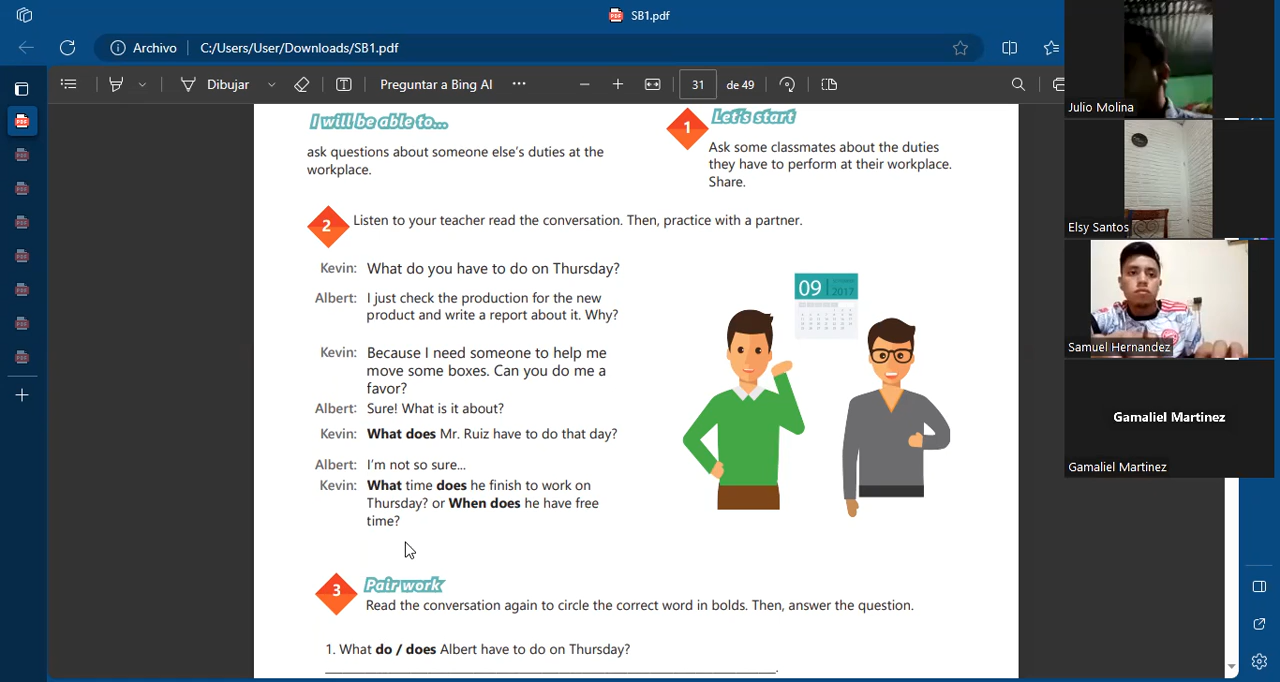 SB1.pdf
Archivo
C:/Users/User/Downloads/SB1.pdf
Dibujar
Preguntar a Bing AI
31
de 49
I will be able to...
ask questions about someone else's duties at the
workplace.
1
Let's start
Ask some classmates about the duties
they have to perform at their workplace.
Share.
2
Listen to your teacher read the conversation. Then, practice with a partner.
Kevin: What do you have to do on Thursday?
Albert: I just check the production for the new
product and write a report about it. Why?
Kevin: Because I need someone to help me
move some boxes. Can you do me a
favor?
Albert: Sure! What is it about?
Kevin: What does Mr. Ruiz have to do that day?
Albert: I'm not so sure...
Kevin: What time does he finish to work on
Thursday? or When does he have free
time?
09
2017
3
Pair work
Read the conversation again to circle the correct word in bolds. Then, answer the question.
1. What do / does Albert have to do on Thursday?
Julio Molina
Elsy Santos
Samuel Hernandez
Gamaliel Martinez
Gamaliel Martinez